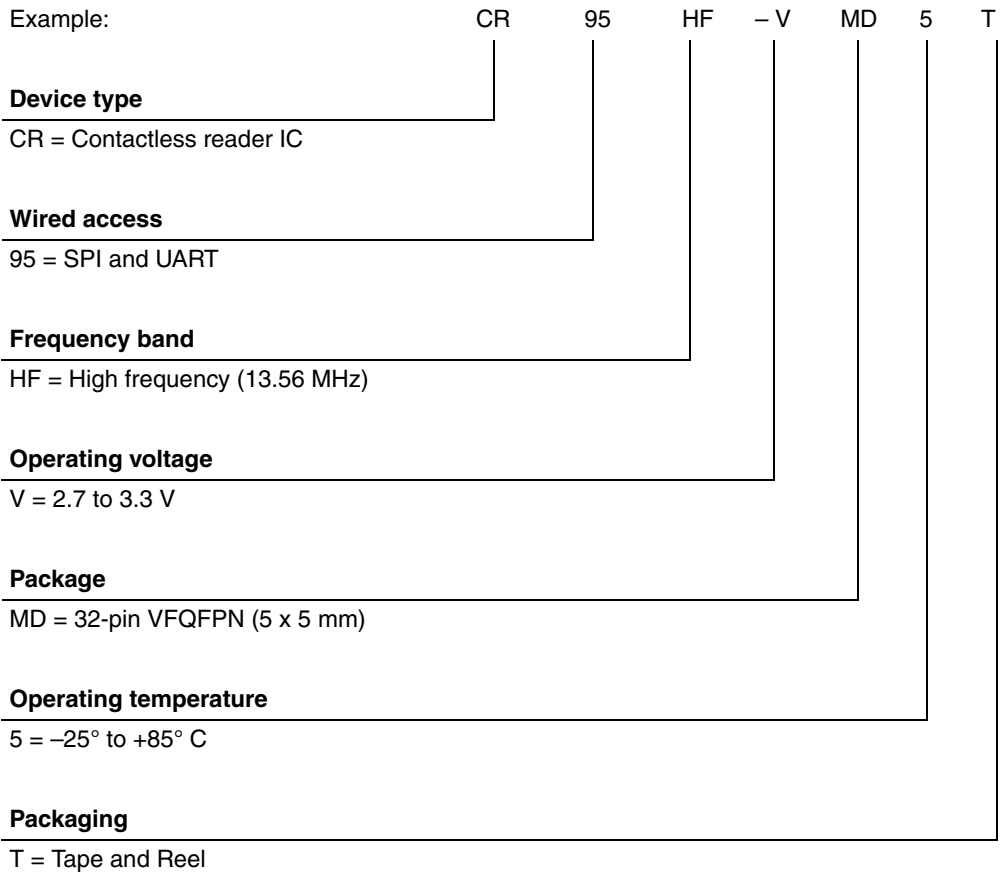 Example: CR 95 HF – V MD 5 T
Device type
CR = Contactless reader IC
Wired access
95 = SPI and UART
Frequency band
HF = High frequency (13.56 MHz)
Operating voltage
V = 2.7 to 3.3 V
Package
MD = 32-pin VFQFPN (5 x 5 mm)
Operating temperature
5 = –25° to +85° C
Packaging
T = Tape and Reel